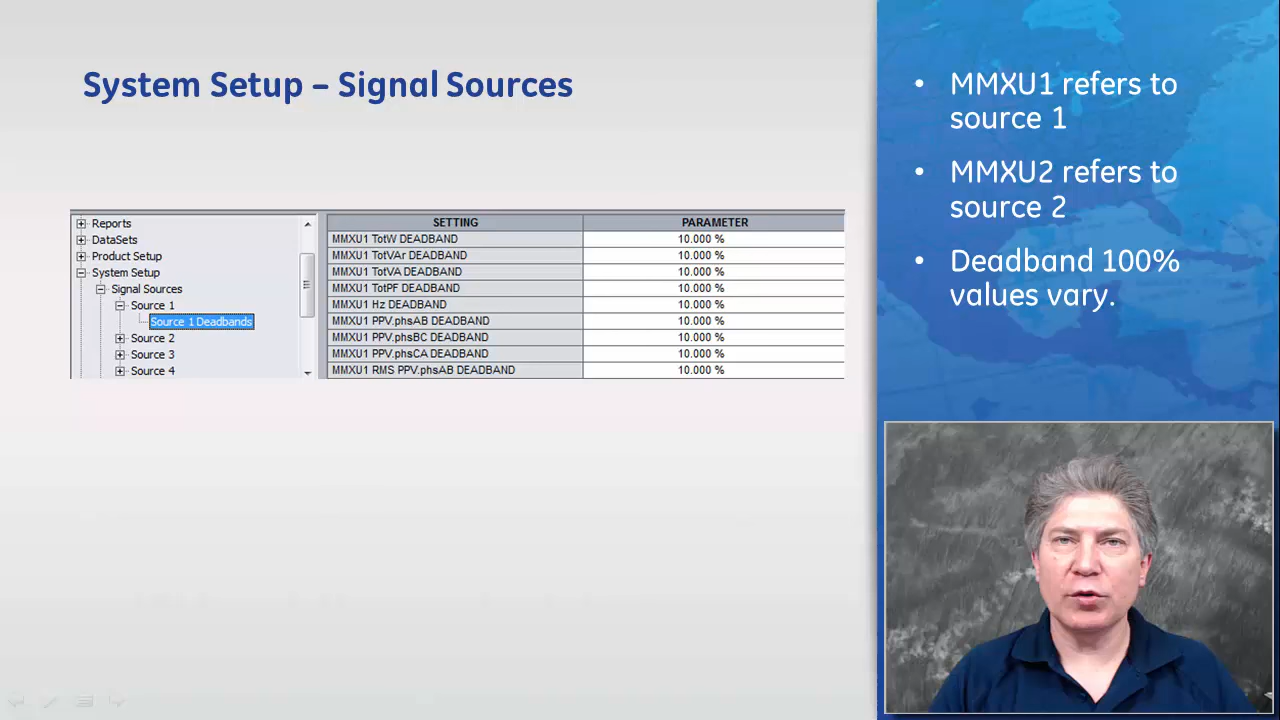 System Setup – Signal Sources
Reports
DataSets
Product Setup
System Setup
Signal Sources
Source 1
Source 1 Deadbands
Source 2
Source 3
Source 4
SETTING PARAMETER
MMXU1 TotW DEADBAND 10.000 %
MMXU1 TotVAr DEADBAND 10.000 %
MMXU1 TotVA DEADBAND 10.000 %
MMXU1 TotPF DEADBAND 10.000 %
MMXU1 Hz DEADBAND 10.000 %
MMXU1 PPV.phsAB DEADBAND 10.000 %
MMXU1 PPV.phsBC DEADBAND 10.000 %
MMXU1 PPV.phsCA DEADBAND 10.000 %
MMXU1 RMS PPV.phsAB DEADBAND 10.000 %
• MMXU1 refers to
source 1
• MMXU2 refers to
source 2
• Deadband 100%
values vary.